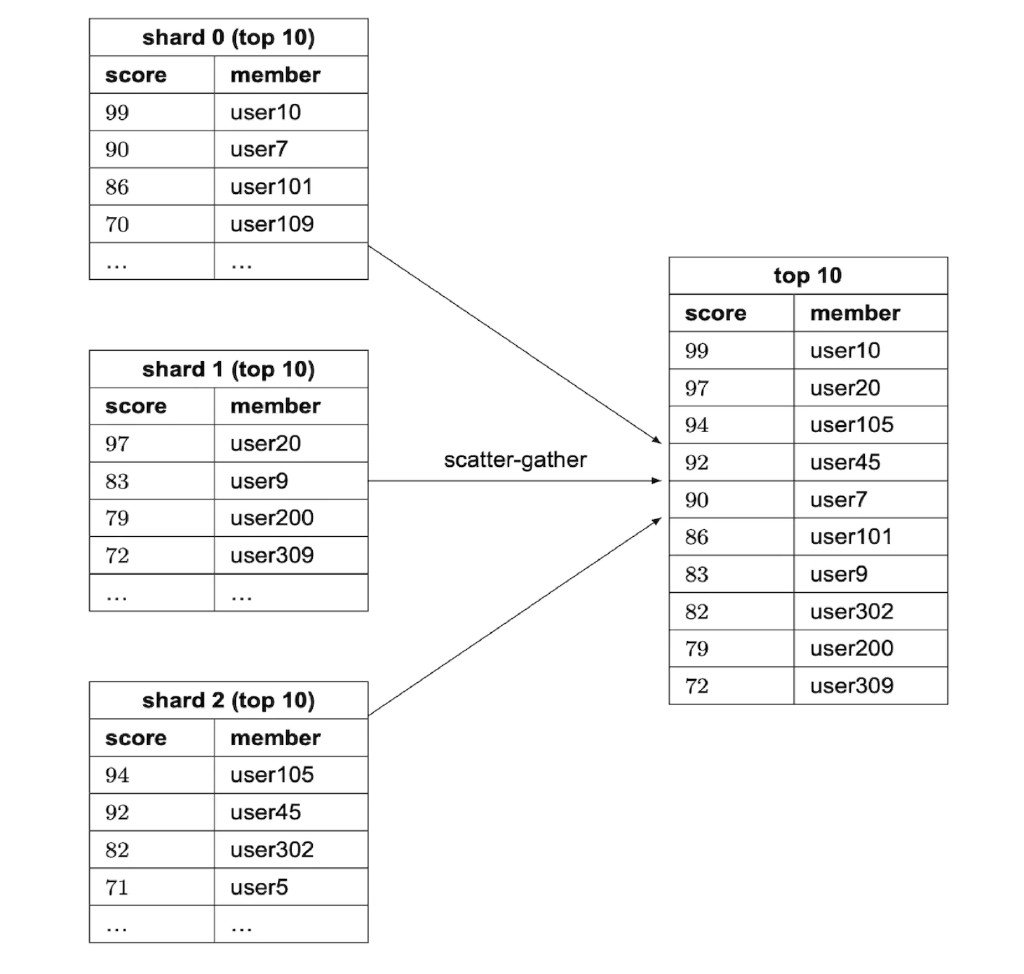 shard 0 (top 10)
score member
99 user10
90 user7
86 user101
70 user109
... ...
shard 1 (top 10)
score member
97 user20
83 user9
79 user200
72 user309
... ...
shard 2 (top 10)
score member
94 user105
92 user45
82 user302
71 user5
... ...
scatter-gather
top 10
score member
99 user10
97 user20
94 user105
92 user45
90 user7
86 user101
83 user9
82 user302
79 user200
72 user309